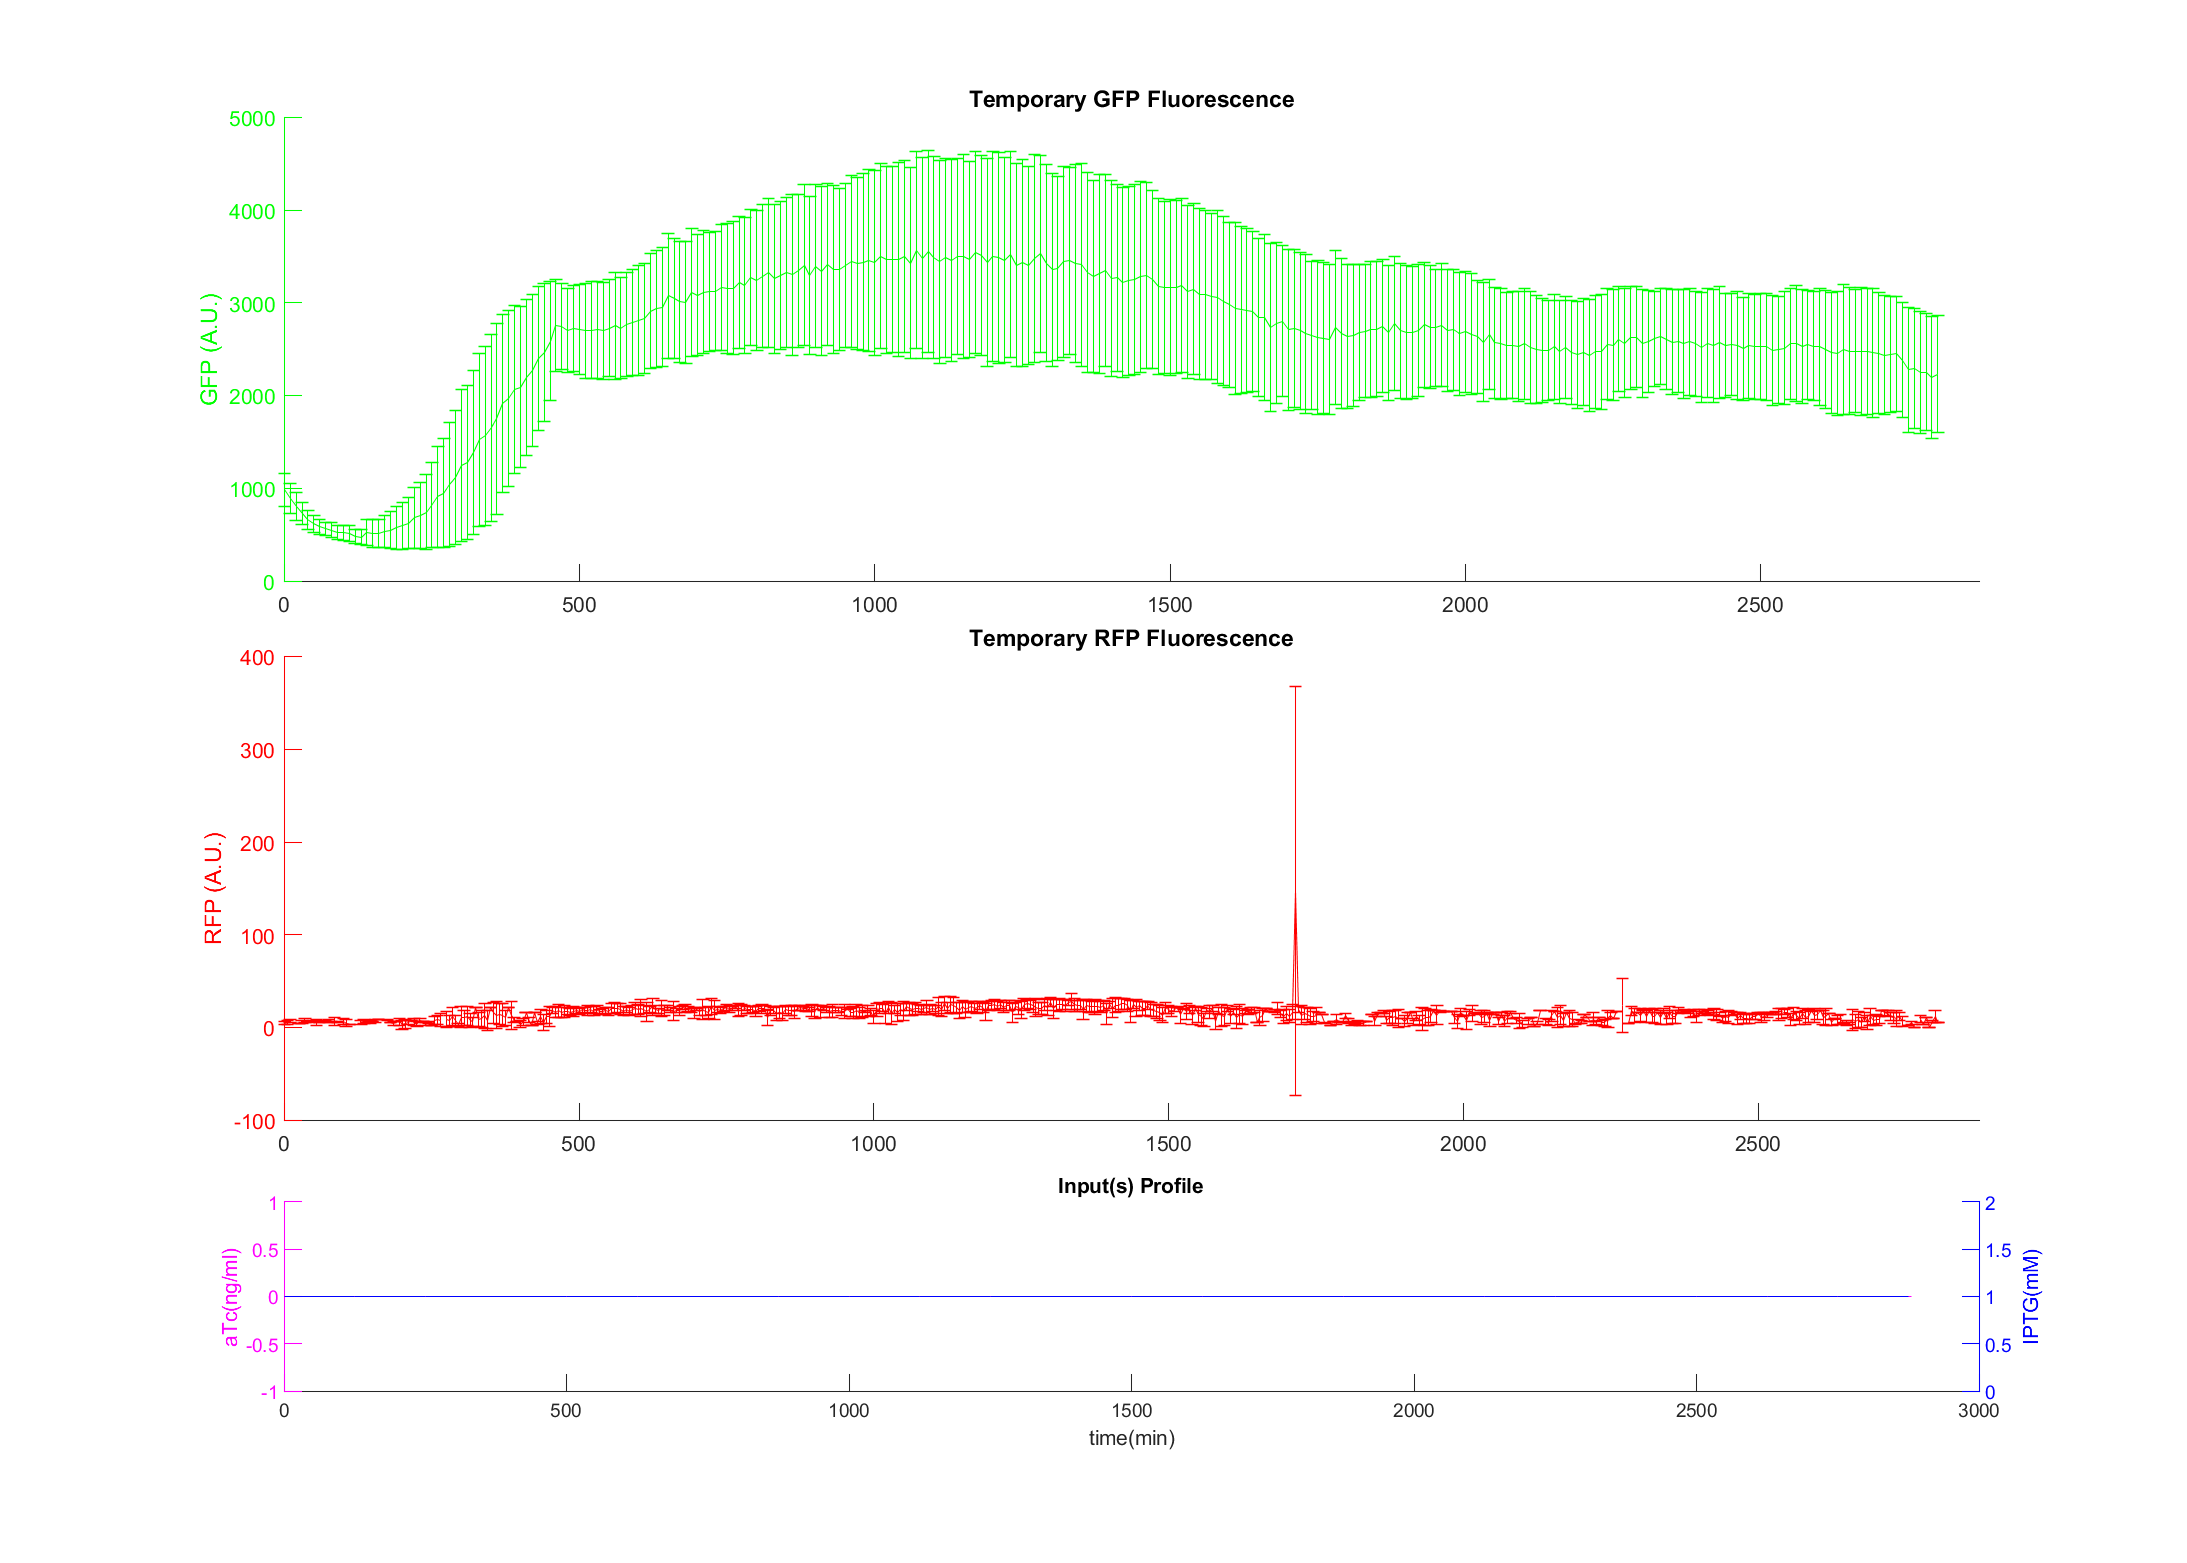 Temporary GFP Fluorescence
5000
4000
3000
2000
1000
0
GFP (A.U.)
0 500 1000 1500 2000 2500
Temporary RFP Fluorescence
400
300
200
100
0
-100
RFP (A.U.)
0 500 1000 1500 2000 2500
Input(s) Profile
1
0.5
0
-0.5
-1
aTc(ng/ml)
2
1.5
1
0.5
0
IPTG(mM)
0 500 1000 1500 2000 2500 3000
time(min)